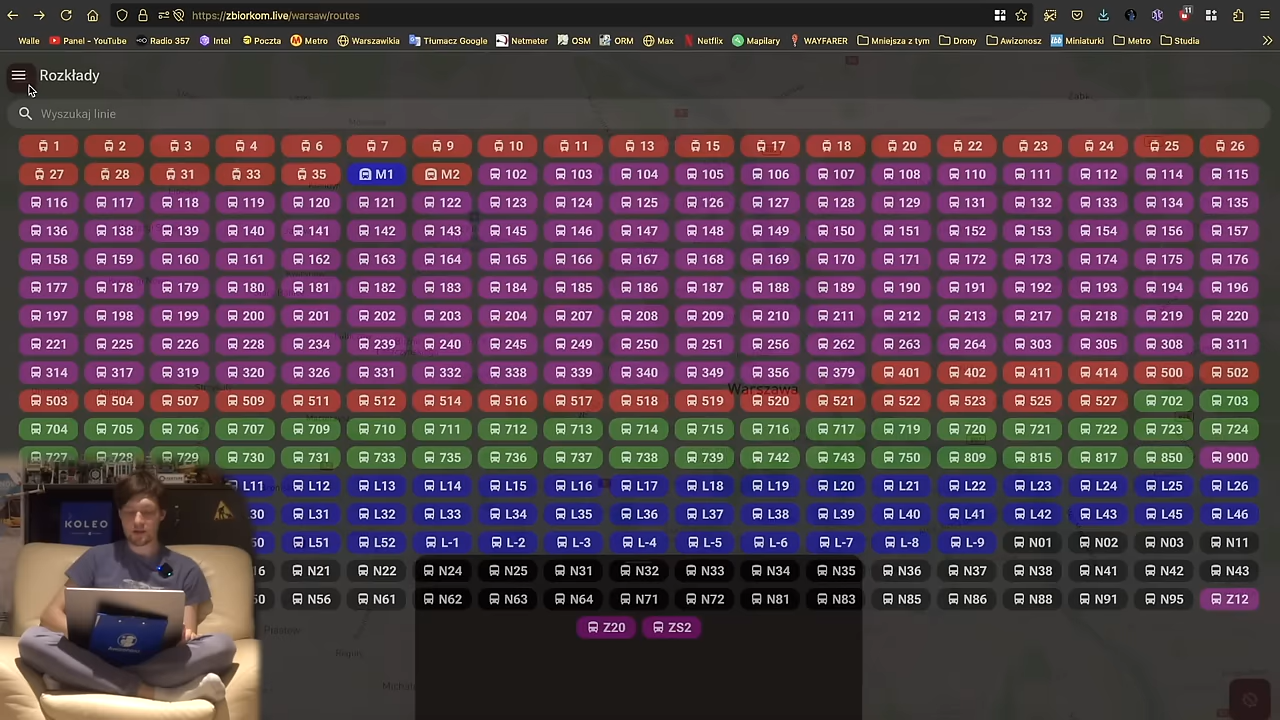 https://zbiorkom.live/warsaw/routes
11
Walle Panel - YouTube Radio 357 Intel Poczta Metro Warszawikia Tłumacz Google Netmeter OSM ORM Max Netflix Mapilary WAYFARER Mniejsza z tym Drony Awizonosz Miniaturki Metro Studia
Rozkłady
Wyszukaj linie
1 2 3 4 6 7 9 10 11 13 15 17 18 20 22 23 24 25 26
27 28 31 33 35 M1 M2 102 103 104 105 106 107 108 110 111 112 114 115
116 117 118 119 120 121 122 123 124 125 126 127 128 129 131 132 133 134 135
136 138 139 140 141 142 143 145 146 147 148 149 150 151 152 153 154 156 157
158 159 160 161 162 163 164 165 166 167 168 169 170 171 172 173 174 175 176
177 178 179 180 181 182 183 184 185 186 187 188 189 190 191 192 193 194 196
197 198 199 200 201 202 203 204 207 208 209 210 211 212 213 217 218 219 220
221 225 226 228 234 239 240 245 249 250 251 256 262 263 264 303 305 308 311
314 317 319 320 326 331 332 338 339 340 349 356 379 401 402 411 414 500 502
Warszawa
503 504 507 509 511 512 514 516 517 518 519 520 521 522 523 525 527 702 703
704 705 706 707 709 710 711 712 713 714 715 716 717 719 720 721 722 723 724
727 728 729 730 731 733 735 736 737 738 739 742 743 750 809 815 817 850 900
L11 L12 L13 L14 L15 L16 L17 L18 L19 L20 L21 L22 L23 L24 L25 L26
30 L31 L32 L33 L34 L35 L36 L37 L38 L39 L40 L41 L42 L43 L45 L46
50 L51 L52 L-1 L-2 L-3 L-4 L-5 L-6 L-7 L-8 L-9 N01 N02 N03 N11
16 N21 N22 N24 N25 N31 N32 N33 N34 N35 N36 N37 N38 N41 N42 N43
50 N56 N61 N62 N63 N64 N71 N72 N81 N83 N85 N86 N88 N91 N95 Z12
Z20 ZS2
KOLEO